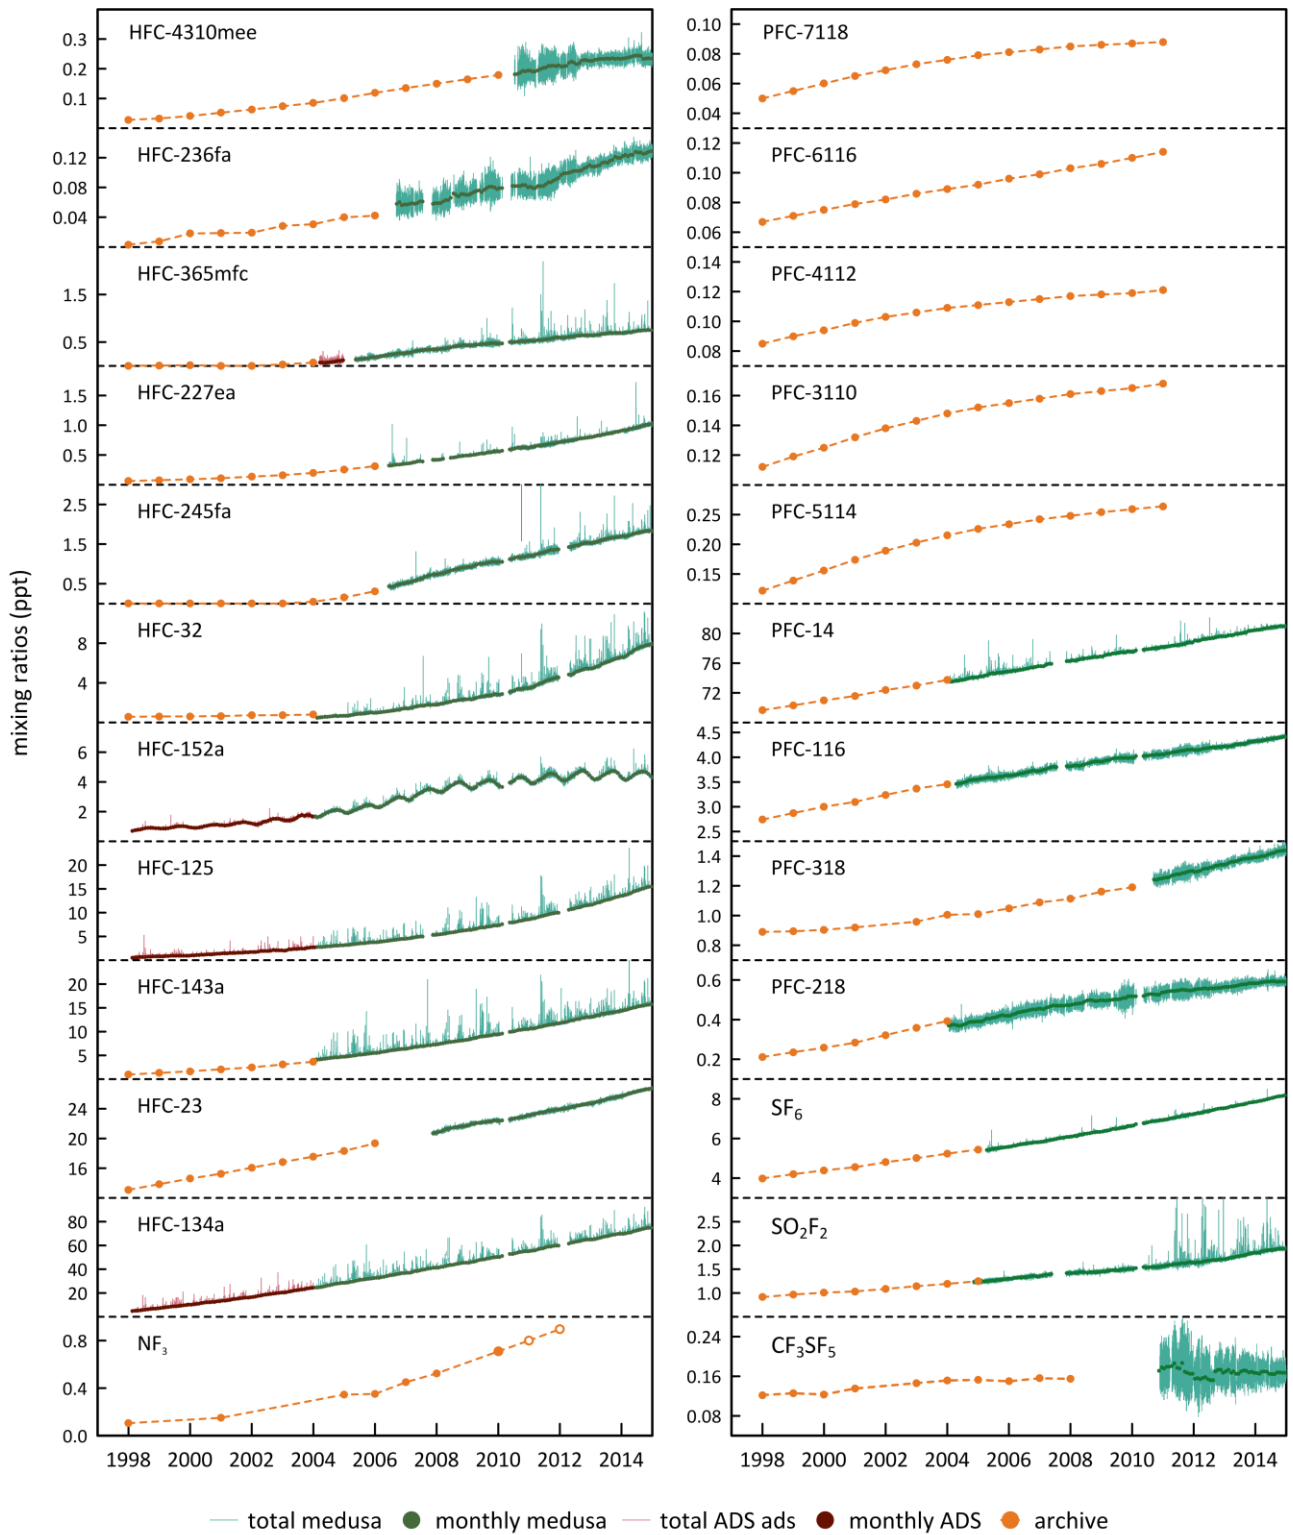 mixing ratios (ppt)
HFC-4310mee
0.3
0.2
0.1
HFC-236fa
0.12
0.08
0.04
HFC-365mfc
1.5
0.5
HFC-227ea
1.5
1.0
0.5
HFC-245fa
2.5
1.5
0.5
HFC-32
8
4
HFC-152a
6
4
2
HFC-125
20
15
10
5
HFC-143a
20
15
10
5
HFC-23
24
20
16
HFC-134a
80
60
40
20
NF₃
0.8
0.4
0.0
1998 2000 2002 2004 2006 2008 2010 2012 2014
PFC-7118
0.10
0.08
0.06
0.04
PFC-6116
0.12
0.10
0.08
0.06
PFC-4112
0.14
0.12
0.10
0.08
PFC-3110
0.16
0.14
0.12
PFC-5114
0.25
0.20
0.15
PFC-14
80
76
72
PFC-116
4.5
4.0
3.5
3.0
2.5
PFC-318
1.4
1.2
1.0
0.8
PFC-218
0.6
0.4
0.2
SF₆
8
6
4
SO₂F₂
2.5
2.0
1.5
1.0
CF₃SF₅
0.24
0.16
0.08
1998 2000 2002 2004 2006 2008 2010 2012 2014
total medusa monthly medusa total ADS ads monthly ADS archive